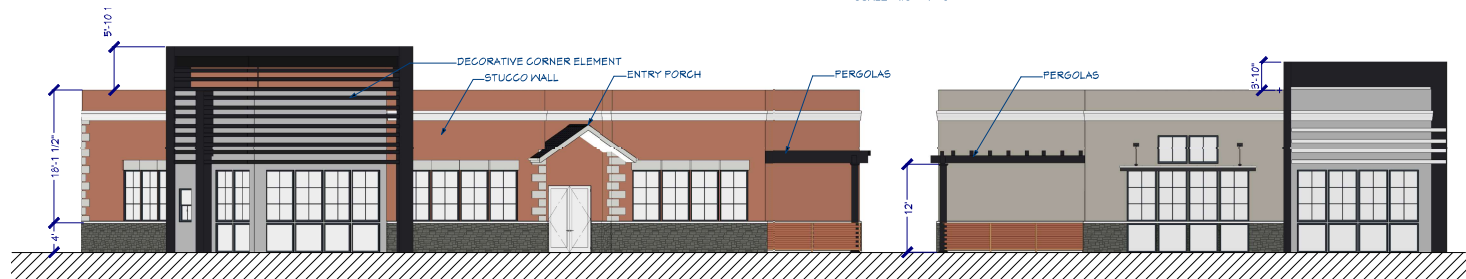 5'-10 1
DECORATIVE CORNER ELEMENT
STUCCO WALL
ENTRY PORCH
PERGOLAS
PERGOLAS
3'-10"
18'-1 1/2"
12'
4'